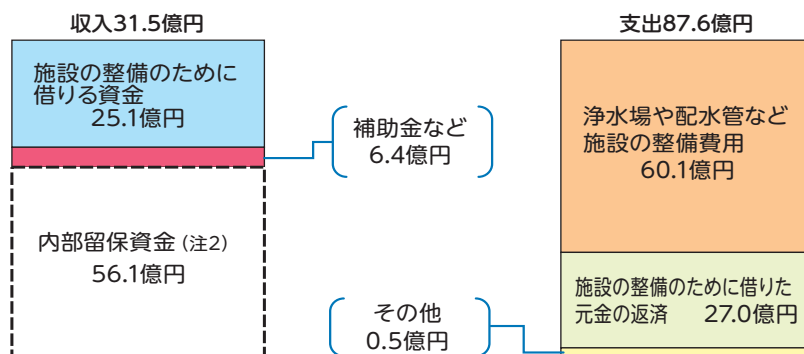 収入31.5億円
施設の整備のために
借りる資金
25.1億円
補助金など
6.4億円
内部留保資金 (注2)
56.1億円
支出87.6億円
浄水場や配水管など
施設の整備費用
60.1億円
施設の整備のために借りた
元金の返済 27.0億円
その他
0.5億円